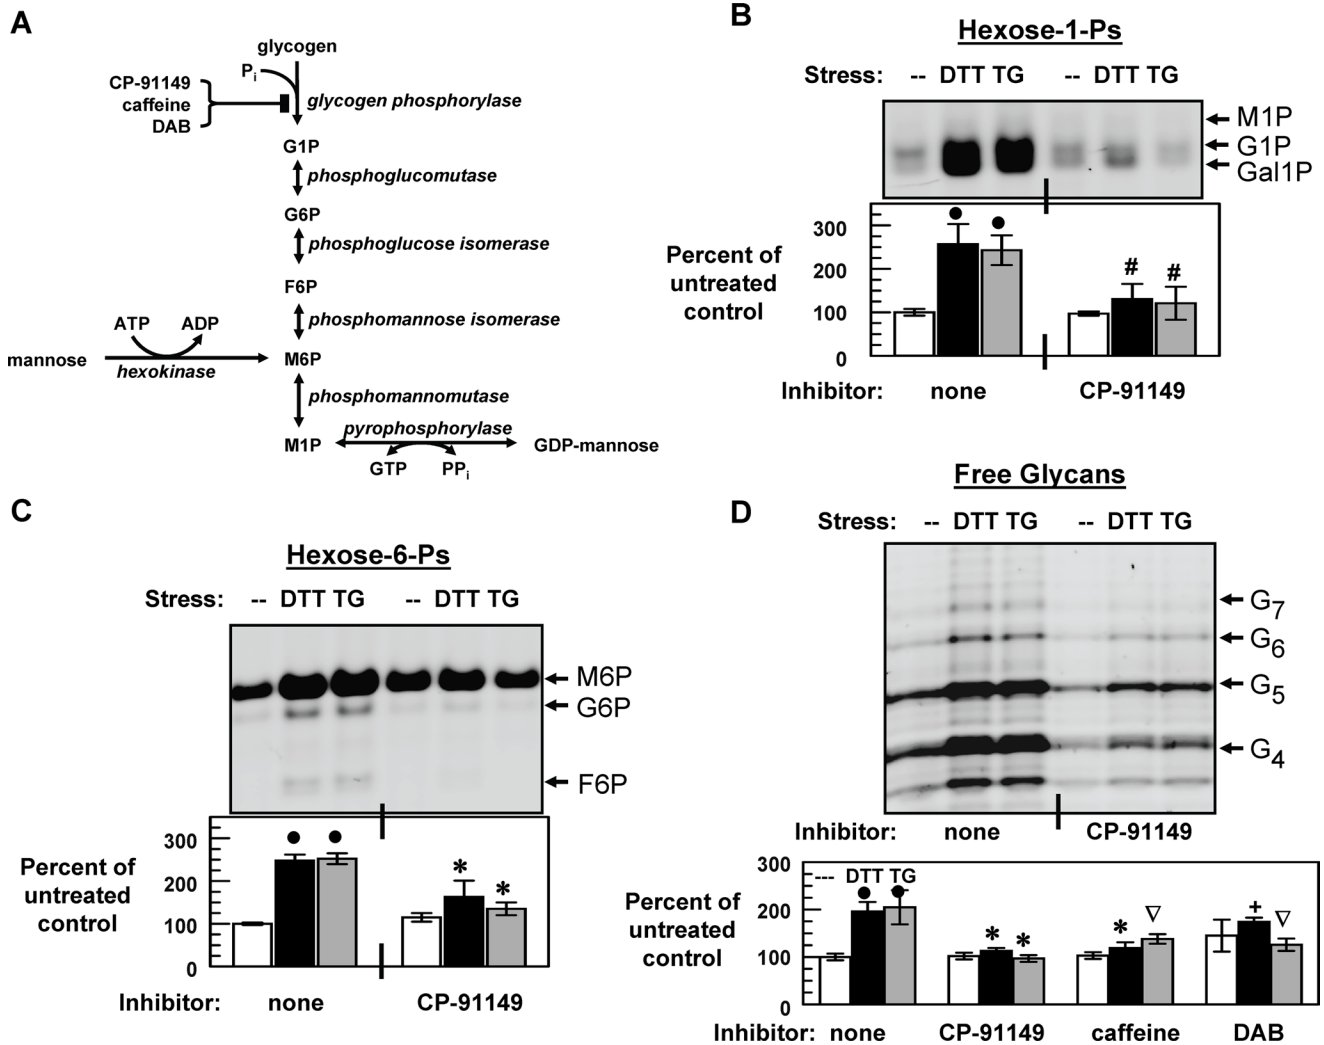 A
glycogen
Pi
CP-91149
caffeine
DAB
glycogen phosphorylase
G1P
phosphoglucomutase
G6P
phosphoglucose isomerase
F6P
phosphomannose isomerase
ATP ADP
mannose
hexokinase
M6P
phosphomannomutase
M1P
pyrophosphorylase
GDP-mannose
GTP PPi
B
Hexose-1-Ps
Stress: -- DTT TG -- DTT TG
M1P
G1P
Gal1P
Percent of
untreated
control
300
200
100
0
● ● # #
Inhibitor: none CP-91149
C
Hexose-6-Ps
Stress: -- DTT TG -- DTT TG
M6P
G6P
F6P
Percent of
untreated
control
300
200
100
0
● ● * *
Inhibitor: none CP-91149
Free Glycans
D
Stress: -- DTT TG -- DTT TG
G7
G6
G5
G4
Inhibitor: none CP-91149
Percent of
untreated
control
300
200
100
0
--- DTT TG
● ● * * * ▽ + ▽
Inhibitor: none CP-91149 caffeine DAB